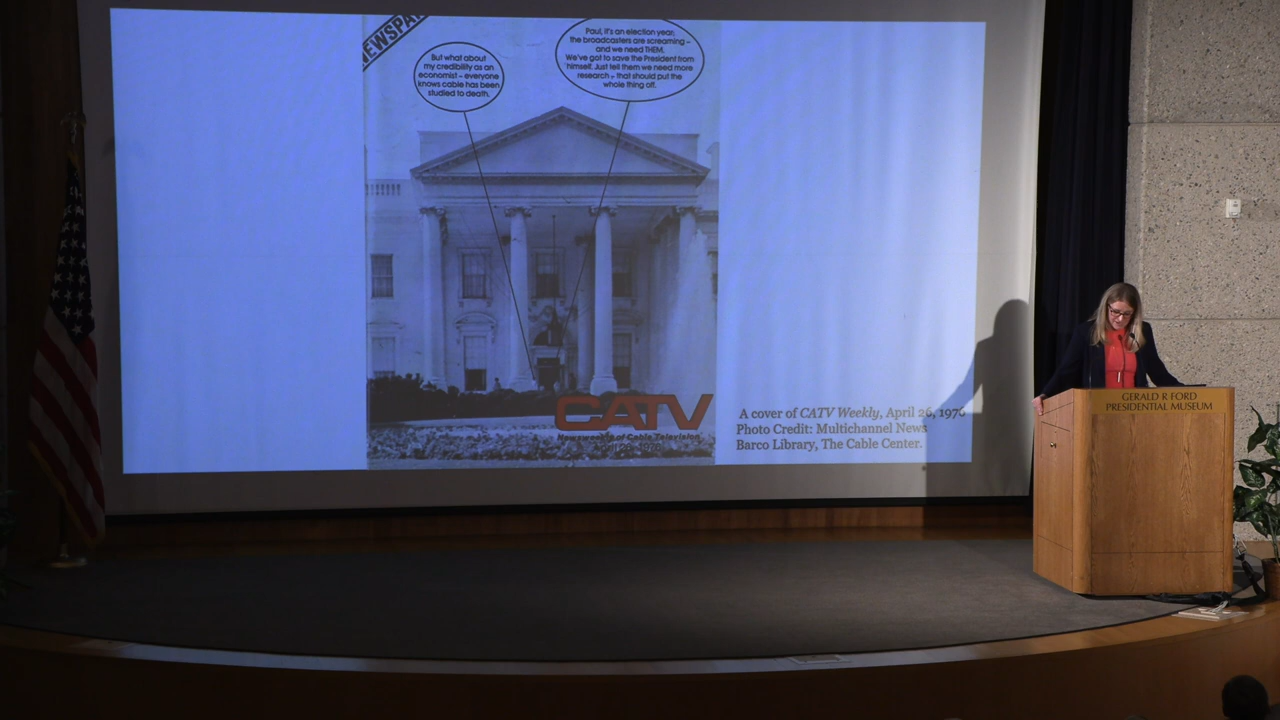 But what about
my credibility as an
economist – everyone
knows cable has been
studied to death.
Paul, it's an election year,
the broadcasters are screaming –
and we need THEM.
We've got to save the President from
himself. Just tell them we need more
research – that should put the
whole thing off.
CATV
Newsweekly of Cable Television
A cover of CATV Weekly, April 26, 1976
Photo Credit: Multichannel News
Barco Library, The Cable Center.
GERALD R FORD
PRESIDENTIAL MUSEUM